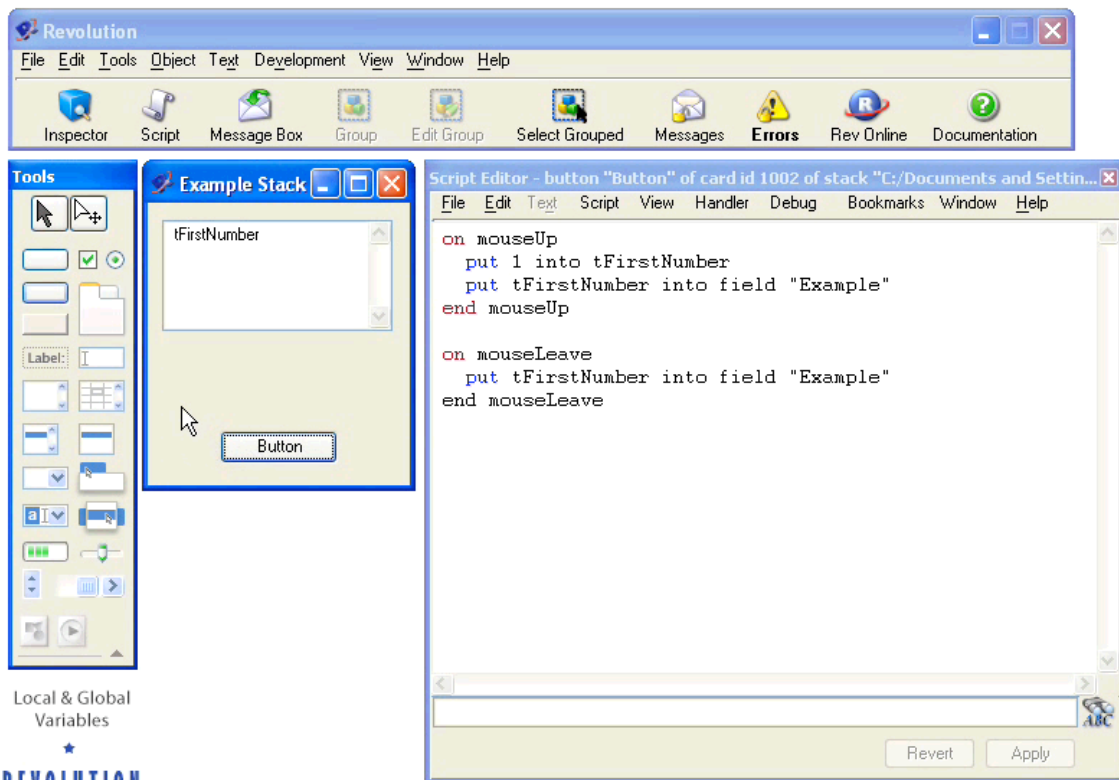 Revolution
File Edit Tools Object Text Development View Window Help
Inspector Script Message Box Group Edit Group Select Grouped Messages Errors Rev Online Documentation
Tools
Label:
a
Example Stack
tFirstNumber
Button
Script Editor - button "Button" of card id 1002 of stack "C:/Documents and Settin...
File Edit Text Script View Handler Debug Bookmarks Window Help
on mouseUp
put 1 into tFirstNumber
put tFirstNumber into field "Example"
end mouseUp
on mouseLeave
put tFirstNumber into field "Example"
end mouseLeave
ABC
Revert Apply
Local & Global
Variables
REVOLUTION